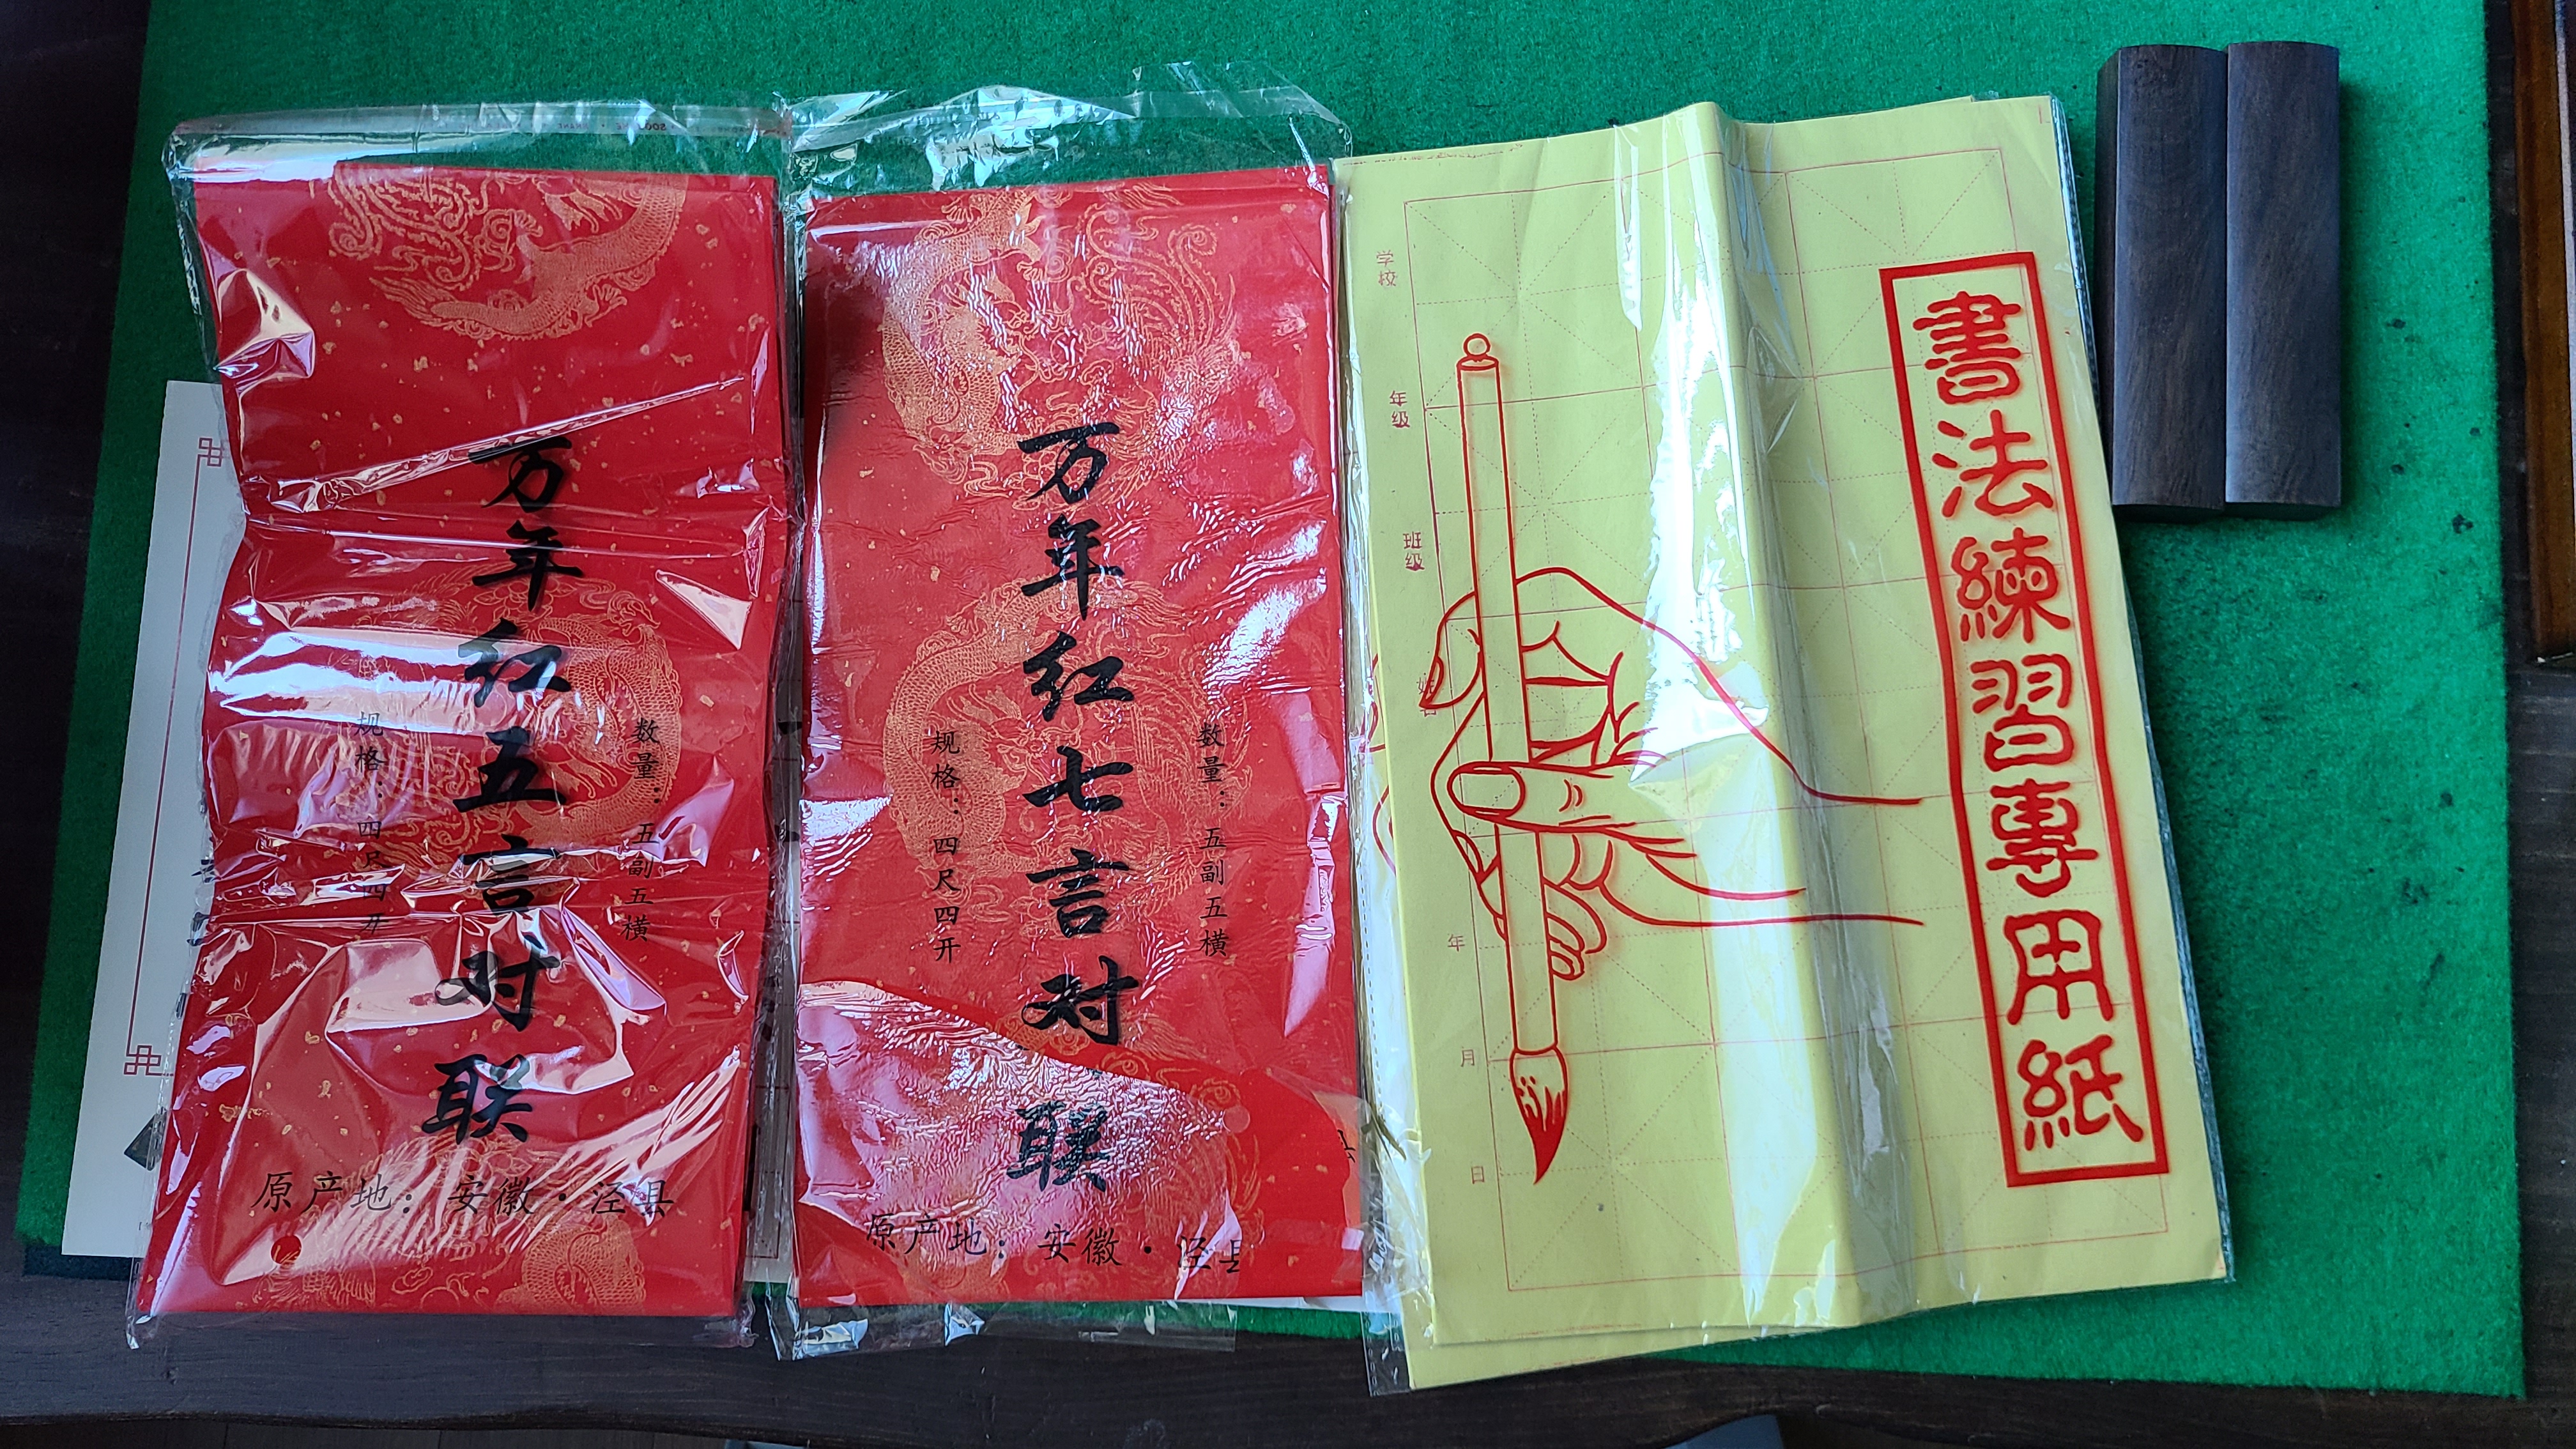 万年红五言对联
数量：五副五横
规格：四尺四开
原产地：安徽·泾县
万年红七言对联
数量：五副五横
规格：四尺四开
原产地：安徽·泾县
書法練習專用紙
学校
年级
班级
年
月
日